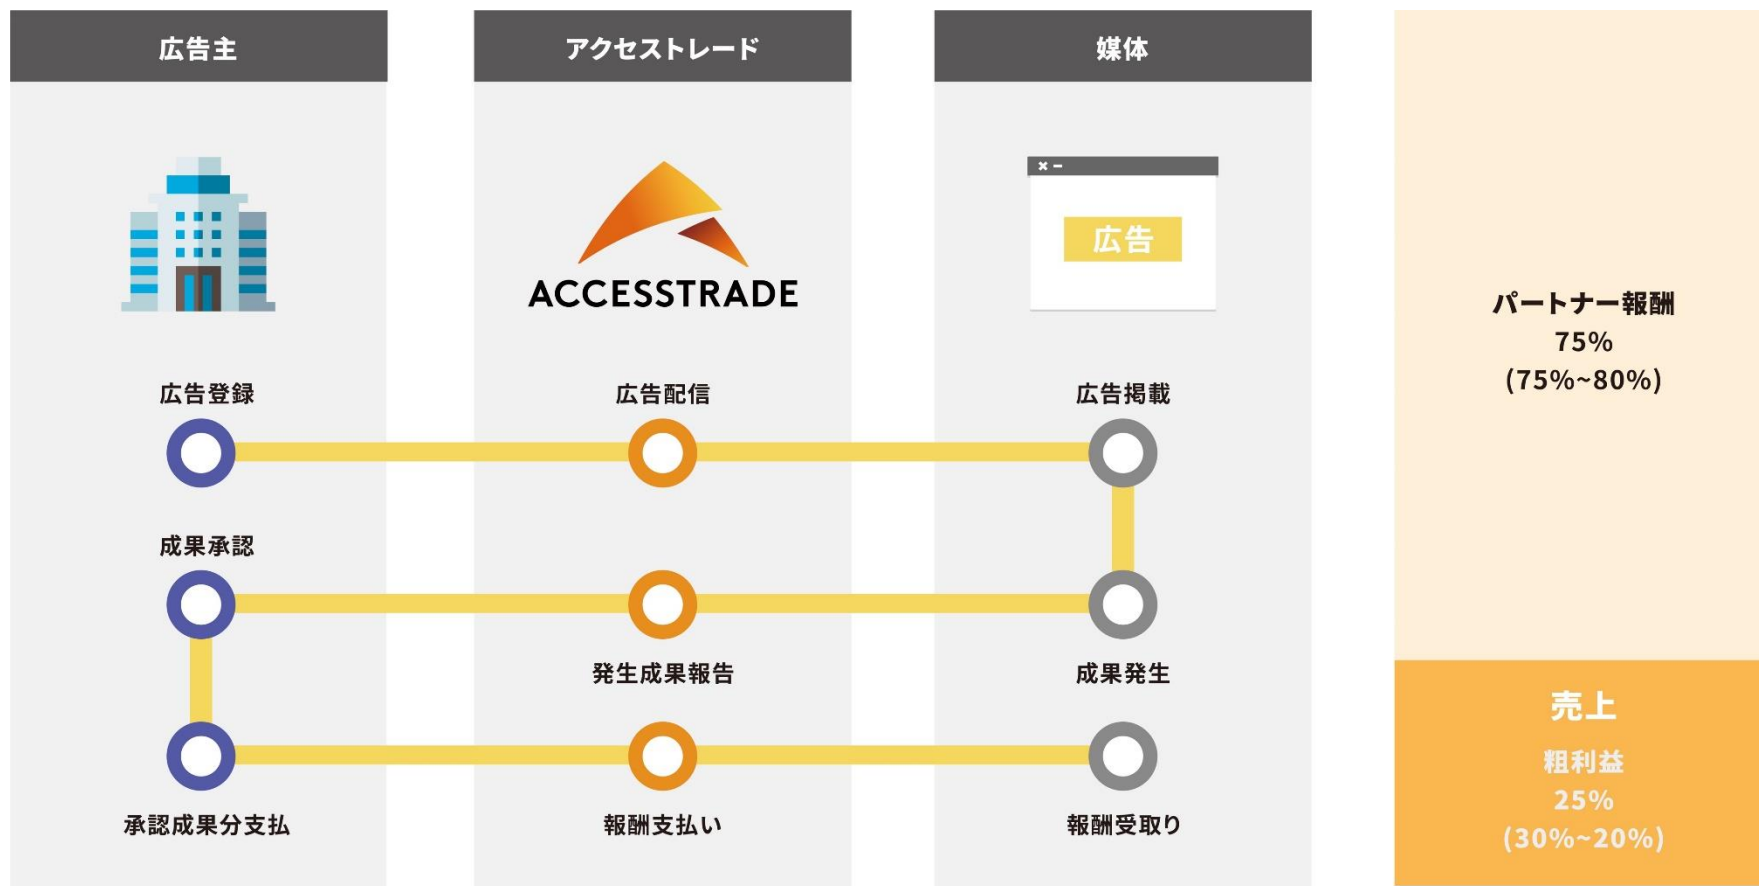 広告主
アクセストレード
媒体
広告
ACCESSTRADE
広告登録
広告配信
広告掲載
成果承認
発生成果報告
成果発生
承認成果分支払
報酬支払い
報酬受取り
パートナー報酬
75%
(75%~80%)
売上
粗利益
25%
(30%~20%)